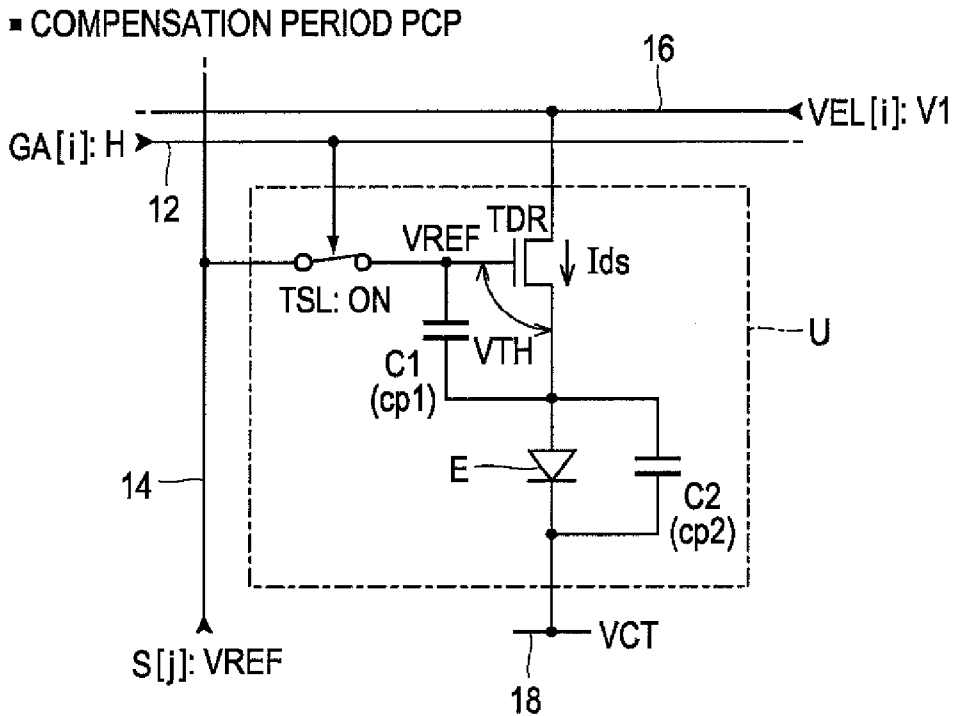 ▪ COMPENSATION PERIOD PCP
16
VEL[i]: V1
GA[i]: H
12
TDR
VREF
Ids
TSL: ON
U
VTH
C1
(cp1)
E
14
C2
(cp2)
VCT
S[j]: VREF
18